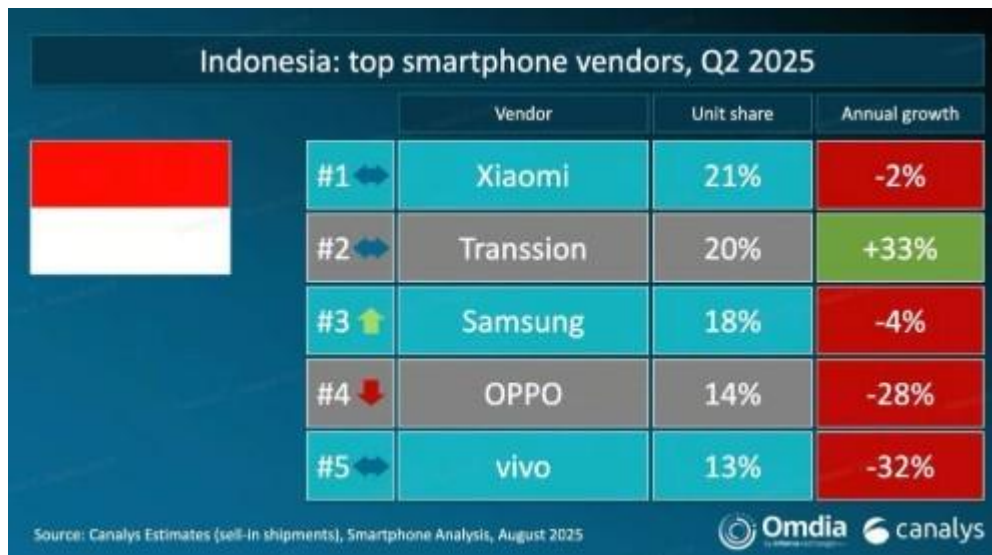 Indonesia: top smartphone vendors, Q2 2025
Vendor Unit share Annual growth
#1 Xiaomi 21% -2%
#2 Transsion 20% +33%
#3 Samsung 18% -4%
#4 OPPO 14% -28%
#5 vivo 13% -32%
Source: Canalys Estimates (sell-in shipments), Smartphone Analysis, August 2025
Omdia canalys